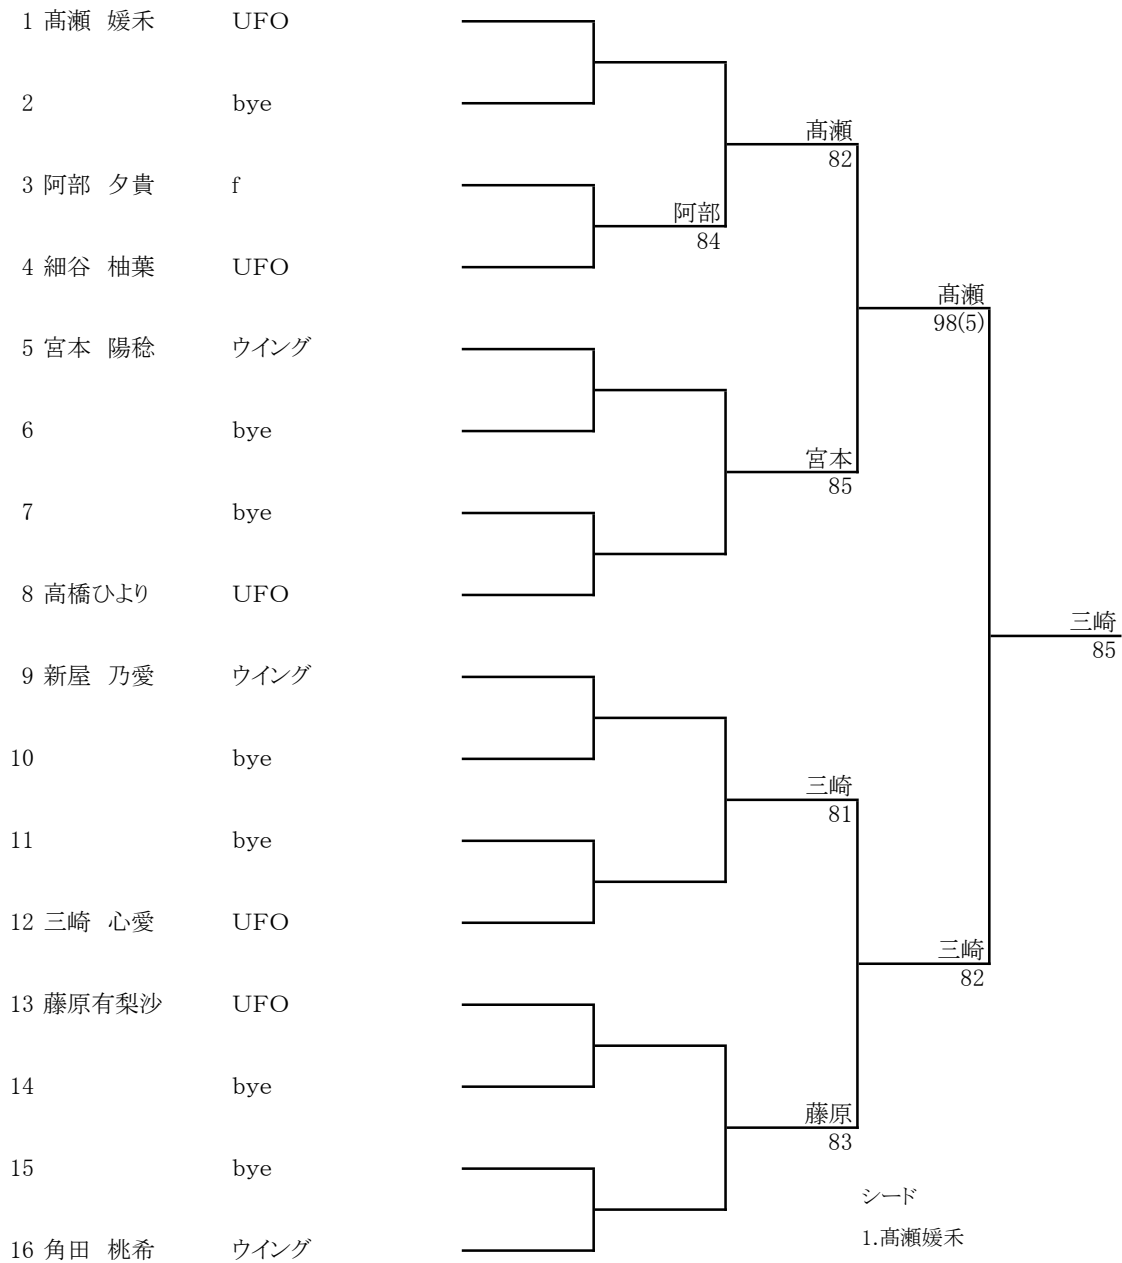 1 髙瀬 媛禾 UFO
2 bye
髙瀬
82
3 阿部 夕貴 f
阿部
84
4 細谷 柚葉 UFO
髙瀬
98(5)
5 宮本 陽稔 ウイング
6 bye
宮本
85
7 bye
8 高橋ひより UFO
三崎
85
9 新屋 乃愛 ウイング
10 bye
三崎
81
11 bye
12 三崎 心愛 UFO
三崎
82
13 藤原有梨沙 UFO
14 bye
藤原
83
15 bye
シード
16 角田 桃希 ウイング
1.髙瀬媛禾